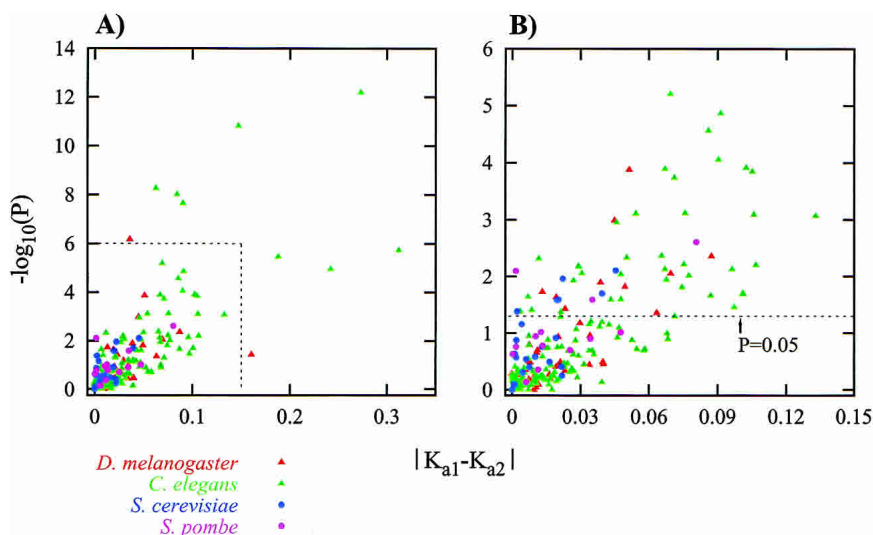 A)
B)
14
12
10
8
6
4
2
0
0
0.1
0.2
0.3
6
5
4
3
2
1
0
0
0.03
0.06
0.09
0.12
0.15
-log10(P)
P=0.05
|Ka1-Ka2|
D. melanogaster
C. elegans
S. cerevisiae
S. pombe